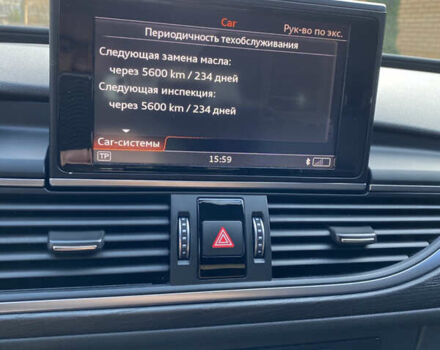 Car
Рук-во по экс.
Периодичность техобслуживания
Следующая замена масла:
через 5600 km / 234 дней
Следующая инспекция:
через 5600 km / 234 дней
Car-системы
TP
15:59